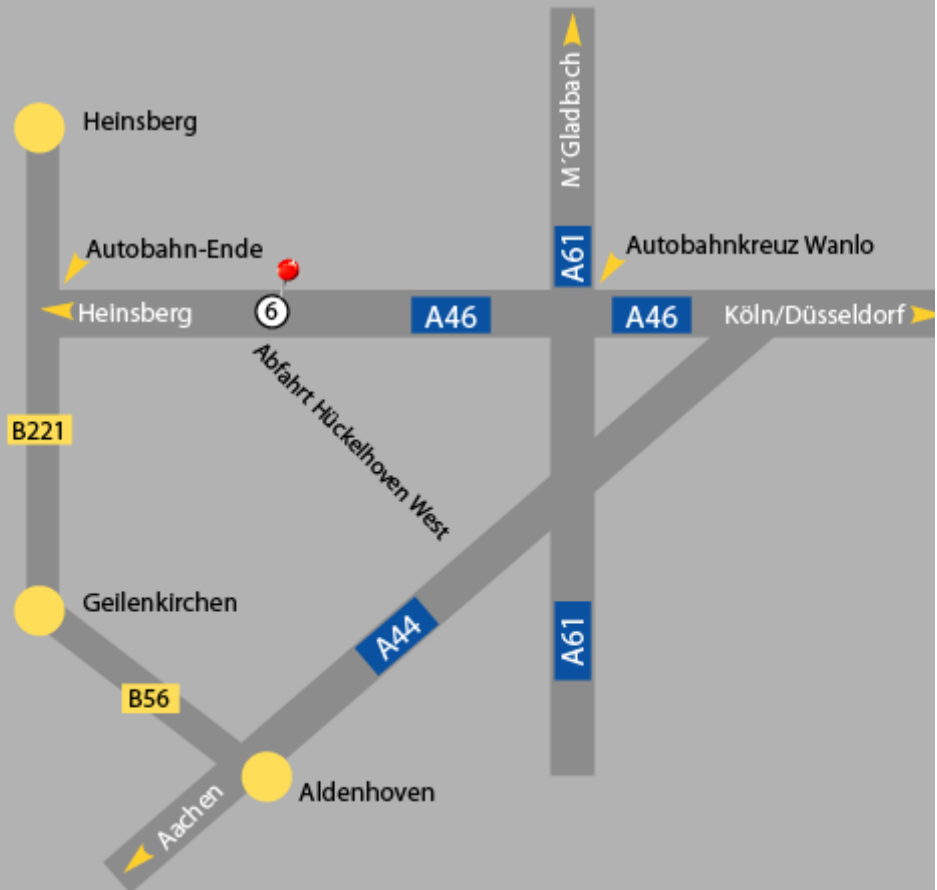 Heinsberg
M´Gladbach
A61
Autobahn-Ende
Autobahnkreuz Wanlo
Heinsberg
6
A46
A46
Köln/Düsseldorf
Abfahrt Hückelhoven West
B221
Geilenkirchen
A44
A61
B56
Aldenhoven
Aachen